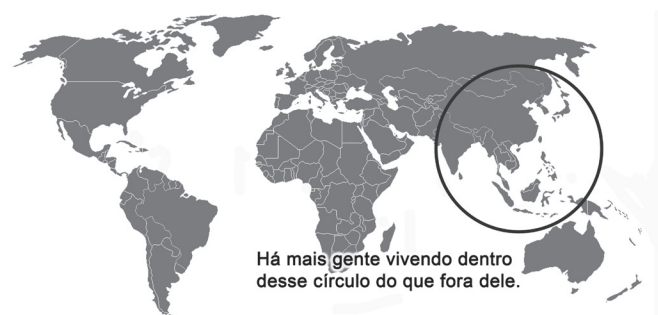 Há mais gente vivendo dentro
desse círculo do que fora dele.